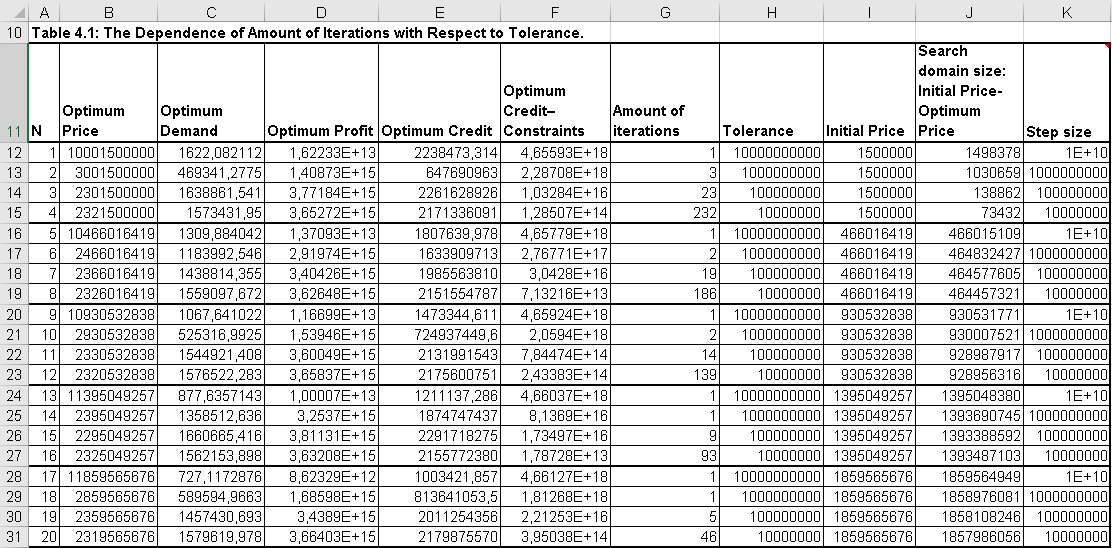 A B C D E F G H I J K
10 Table 4.1: The Dependence of Amount of Iterations with Respect to Tolerance.
11 N Optimum Price Optimum Demand Optimum Profit Optimum Credit Optimum Credit–Constraints Amount of iterations Tolerance Initial Price Search domain size: Initial Price-Optimum Price Step size
12 1 10001500000 1622,082112 1,62233E+13 2238473,314 4,65593E+18 1 10000000000 1500000 1498378 1E+10
13 2 3001500000 469341,2775 1,40873E+15 647690963 2,28708E+18 3 1000000000 1500000 1030659 1000000000
14 3 2301500000 1638861,541 3,77184E+15 2261628926 1,03284E+16 23 100000000 1500000 138862 100000000
15 4 2321500000 1573431,95 3,65272E+15 2171336091 1,28507E+14 232 10000000 1500000 73432 10000000
16 5 10466016419 1309,884042 1,37093E+13 1807639,978 4,65779E+18 1 10000000000 466016419 466015109 1E+10
17 6 2466016419 1183992,546 2,91974E+15 1633909713 2,76771E+17 2 1000000000 466016419 464832427 1000000000
18 7 2366016419 1438814,355 3,40426E+15 1985563810 3,0428E+16 19 100000000 466016419 464577605 100000000
19 8 2326016419 1559097,672 3,62648E+15 2151554787 7,13216E+13 186 10000000 466016419 464457321 10000000
20 9 10930532838 1067,641022 1,16699E+13 1473344,611 4,65924E+18 1 10000000000 930532838 930531771 1E+10
21 10 2930532838 525316,9925 1,53946E+15 724937449,6 2,0594E+18 2 1000000000 930532838 930007521 1000000000
22 11 2330532838 1544921,408 3,60049E+15 2131991543 7,84474E+14 14 100000000 930532838 928987917 100000000
23 12 2320532838 1576522,283 3,65837E+15 2175600751 2,43383E+14 139 10000000 930532838 928956316 10000000
24 13 11395049257 877,6357143 1,00007E+13 1211137,286 4,66037E+18 1 10000000000 1395049257 1395048380 1E+10
25 14 2395049257 1358512,636 3,2537E+15 1874747437 8,1369E+16 1 1000000000 1395049257 1393690745 1000000000
26 15 2295049257 1660665,416 3,81131E+15 2291718275 1,73497E+16 9 100000000 1395049257 1393388592 100000000
27 16 2325049257 1562153,898 3,63208E+15 2155772380 1,78728E+13 93 10000000 1395049257 1393487103 10000000
28 17 11859565676 727,1172876 8,62329E+12 1003421,857 4,66127E+18 1 10000000000 1859565676 1859564949 1E+10
29 18 2859565676 589594,9663 1,68598E+15 813641053,5 1,81268E+18 1 1000000000 1859565676 1858976081 1000000000
30 19 2359565676 1457430,693 3,4389E+15 2011254356 2,21253E+16 5 100000000 1859565676 1858108246 100000000
31 20 2319565676 1579619,978 3,66403E+15 2179875570 3,95038E+14 46 10000000 1859565676 1857986056 10000000